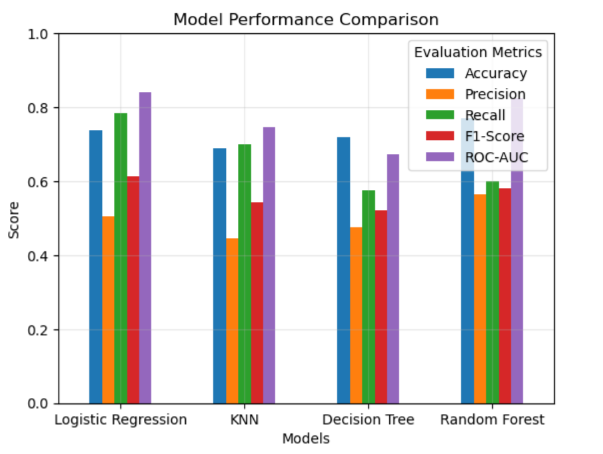 Model Performance Comparison
1.0
0.8
0.6
0.4
0.2
0.0
Score
Evaluation Metrics
Accuracy
Precision
Recall
F1-Score
ROC-AUC
Logistic Regression KNN Decision Tree Random Forest
Models